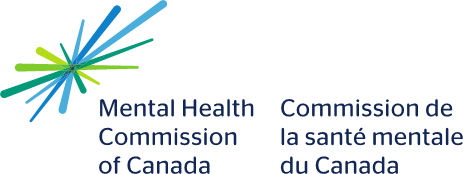 Mental Health
Commission
of Canada
Commission de
la santé mentale
du Canada